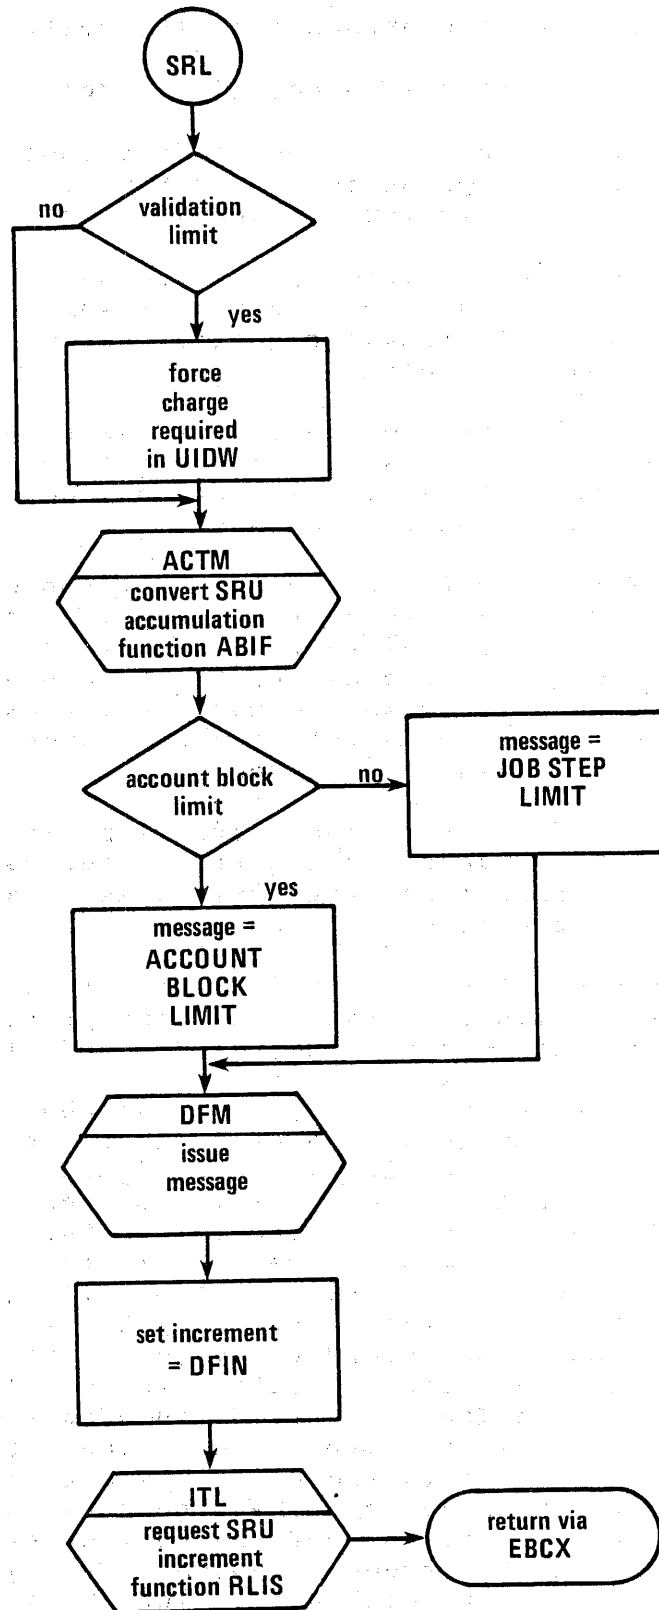 SRL
validation
limit
no
yes
force
charge
required
in UIDW
ACTM
convert SRU
accumulation
function ABIF
account block
limit
no
message =
JOB STEP
LIMIT
yes
message =
ACCOUNT
BLOCK
LIMIT
DFM
issue
message
set increment
= DFIN
ITL
request SRU
increment
function RLIS
return via
EBCX